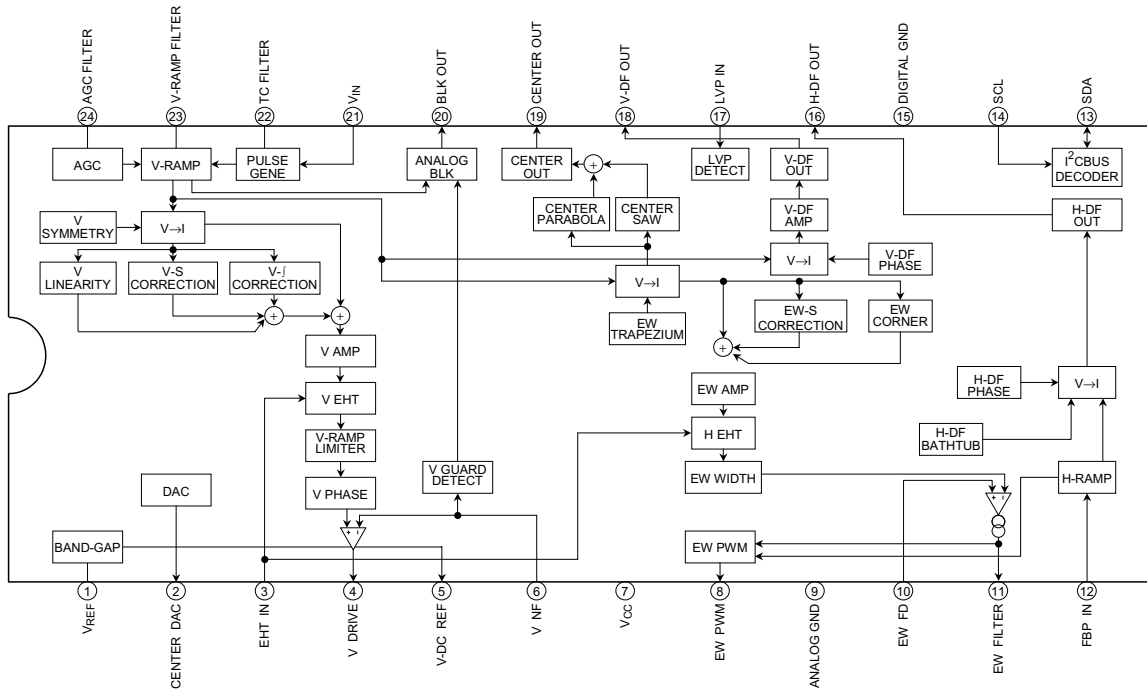 AGC FILTER
V-RAMP FILTER
TC FILTER
VIN
BLK OUT
CENTER OUT
V-DF OUT
LVP IN
H-DF OUT
DIGITAL GND
SCL
SDA
24
23
22
21
20
19
18
17
16
15
14
13
AGC
V-RAMP
PULSE
GENE
ANALOG
BLK
CENTER
OUT
+
LVP
DETECT
V-DF
OUT
I2CBUS
DECODER
V
SYMMETRY
V→I
CENTER
PARABOLA
CENTER
SAW
V-DF
AMP
H-DF
OUT
V
LINEARITY
V-S
CORRECTION
V-∫
CORRECTION
V→I
V→I
V-DF
PHASE
+
+
EW
TRAPEZIUM
EW-S
CORRECTION
EW
CORNER
+
V AMP
V EHT
V-RAMP
LIMITER
V PHASE
V GUARD
DETECT
EW AMP
H EHT
EW WIDTH
H-DF
PHASE
V→I
H-DF
BATHTUB
H-RAMP
DAC
BAND-GAP
+ -
+ -
EW PWM
1
2
3
4
5
6
7
8
9
10
11
12
VREF
CENTER DAC
EHT IN
V DRIVE
V-DC REF
V NF
VCC
EW PWM
ANALOG GND
EW FD
EW FILTER
FBP IN